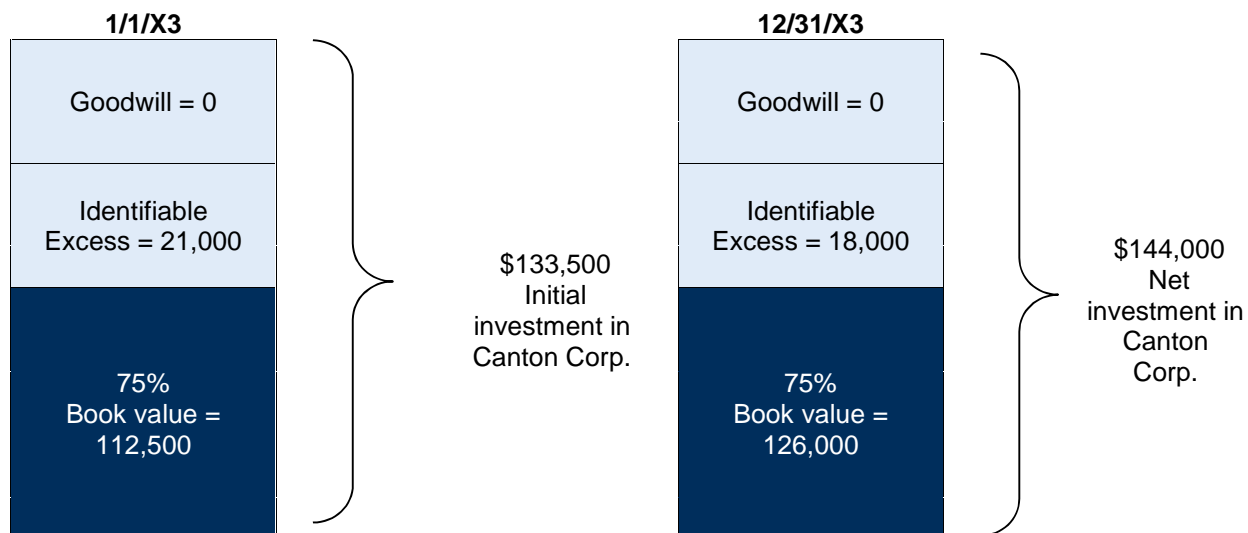 1/1/X3
Goodwill = 0
Identifiable
Excess = 21,000
75%
Book value =
112,500
$133,500
Initial
investment in
Canton Corp.
12/31/X3
Goodwill = 0
Identifiable
Excess = 18,000
75%
Book value =
126,000
$144,000
Net
investment in
Canton
Corp.